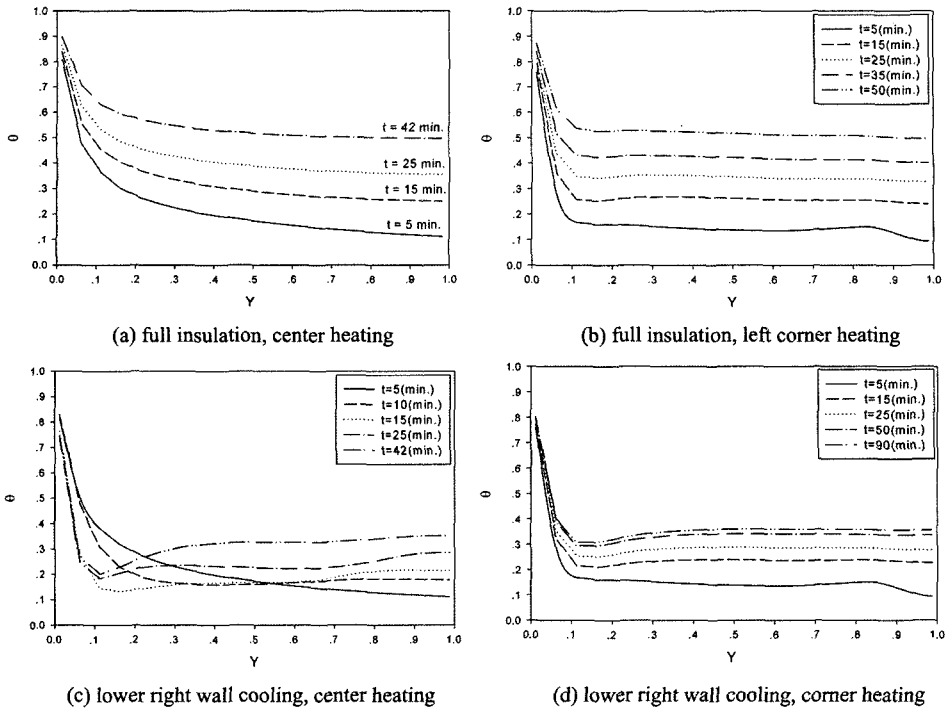 1.0
.9
.8
.7
.6
θ
.5
.4
.3
.2
.1
0.0
t = 42 min.
t = 25 min.
t = 15 min.
t = 5 min.
0.0 .1 .2 .3 .4 .5 .6 .7 .8 .9 1.0
Y
(a) full insulation, center heating
1.0
.9
.8
.7
.6
θ
.5
.4
.3
.2
.1
0.0
t=5(min.)
t=15(min.)
t=25(min.)
t=35(min.)
t=50(min.)
0.0 .1 .2 .3 .4 .5 .6 .7 .8 .9 1.0
Y
(b) full insulation, left corner heating
1.0
.9
.8
.7
.6
θ
.5
.4
.3
.2
.1
0.0
t=5(min.)
t=10(min.)
t=15(min.)
t=25(min.)
t=42(min.)
0.0 .1 .2 .3 .4 .5 .6 .7 .8 .9 1.0
Y
(c) lower right wall cooling, center heating
1.0
.9
.8
.7
.6
θ
.5
.4
.3
.2
.1
0.0
t=5(min.)
t=15(min.)
t=25(min.)
t=50(min.)
t=90(min.)
0.0 .1 .2 .3 .4 .5 .6 .7 .8 .9 1.0
Y
(d) lower right wall cooling, corner heating